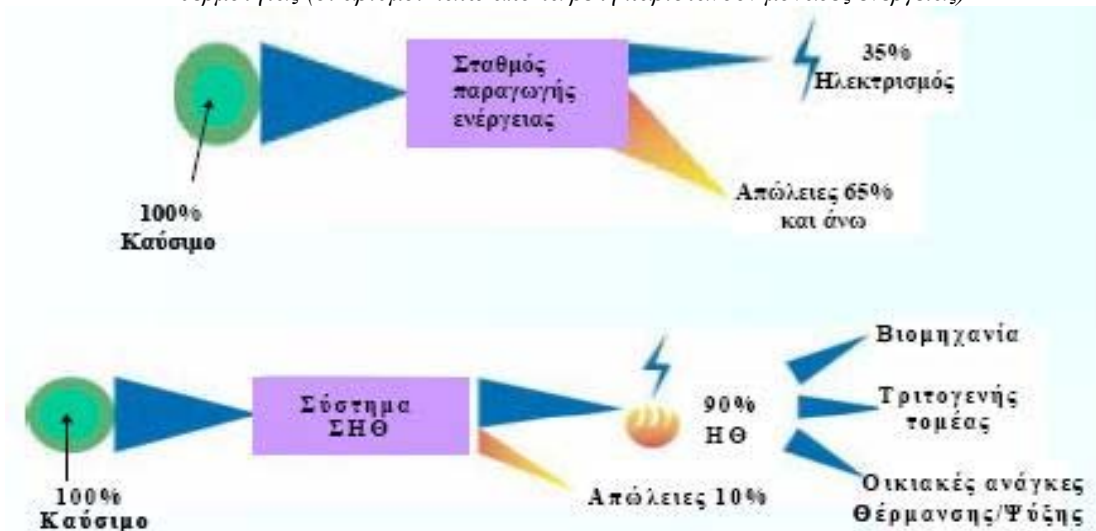 Σταθμός
παραγωγής
ενέργειας
35%
Ηλεκτρισμός
Απώλειες 65%
και άνω
100%
Καύσιμο
Σύστημα
ΣΗΘ
90%
ΗΘ
Απώλειες 10%
Βιομηχανία
Τριτογενής
τομέας
Οικιακές ανάγκες
Θέρμανσης/Ψύξης
100%
Καύσιμο